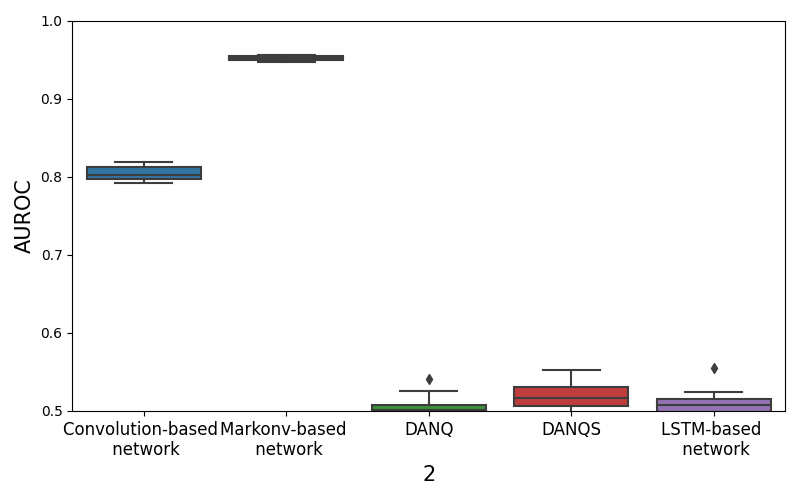 1.0
0.9
0.8
0.7
0.6
0.5
AUROC
Convolution-based
network
Markonv-based
network
DANQ
DANQS
LSTM-based
network
2